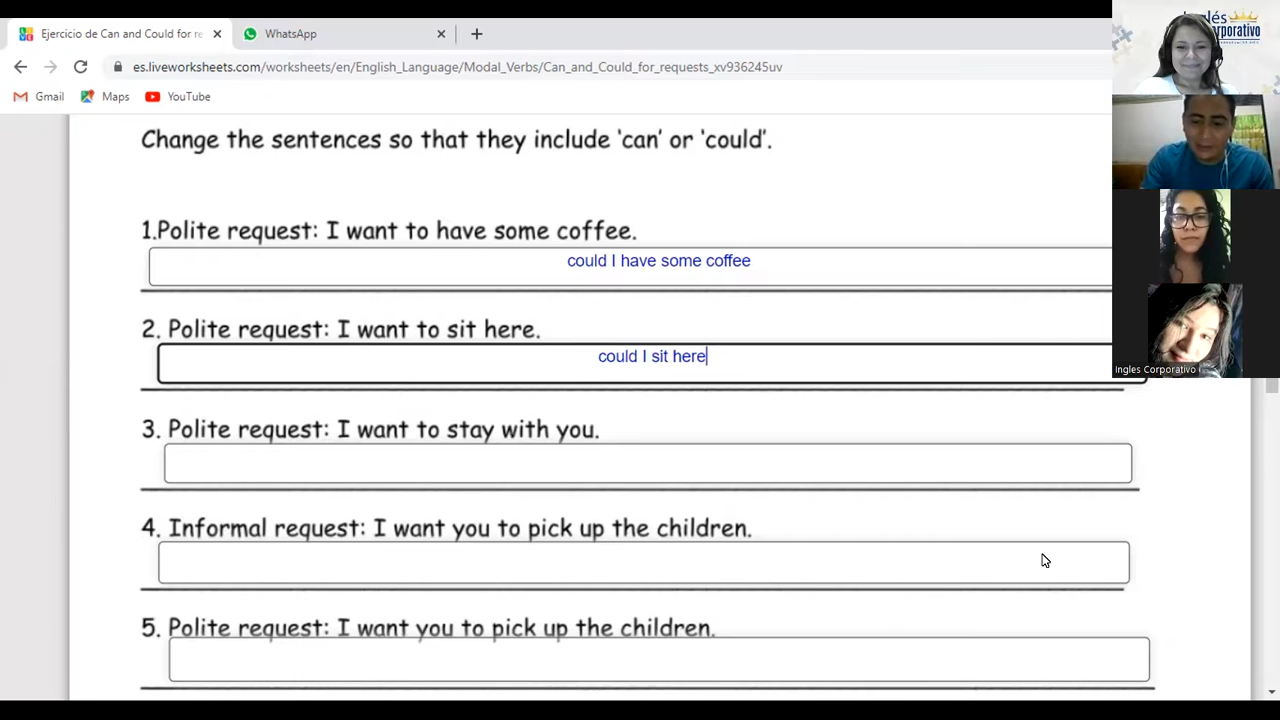 Ejercicio de Can and Could for re
WhatsApp
es.liveworksheets.com/worksheets/en/English_Language/Modal_Verbs/Can_and_Could_for_requests_xv936245uv
Gmail
Maps
YouTube
Change the sentences so that they include 'can' or 'could'.
1.Polite request: I want to have some coffee.
could I have some coffee
2. Polite request: I want to sit here.
could I sit here
3. Polite request: I want to stay with you.
4. Informal request: I want you to pick up the children.
5. Polite request: I want you to pick up the children.
Ingles Corporativo